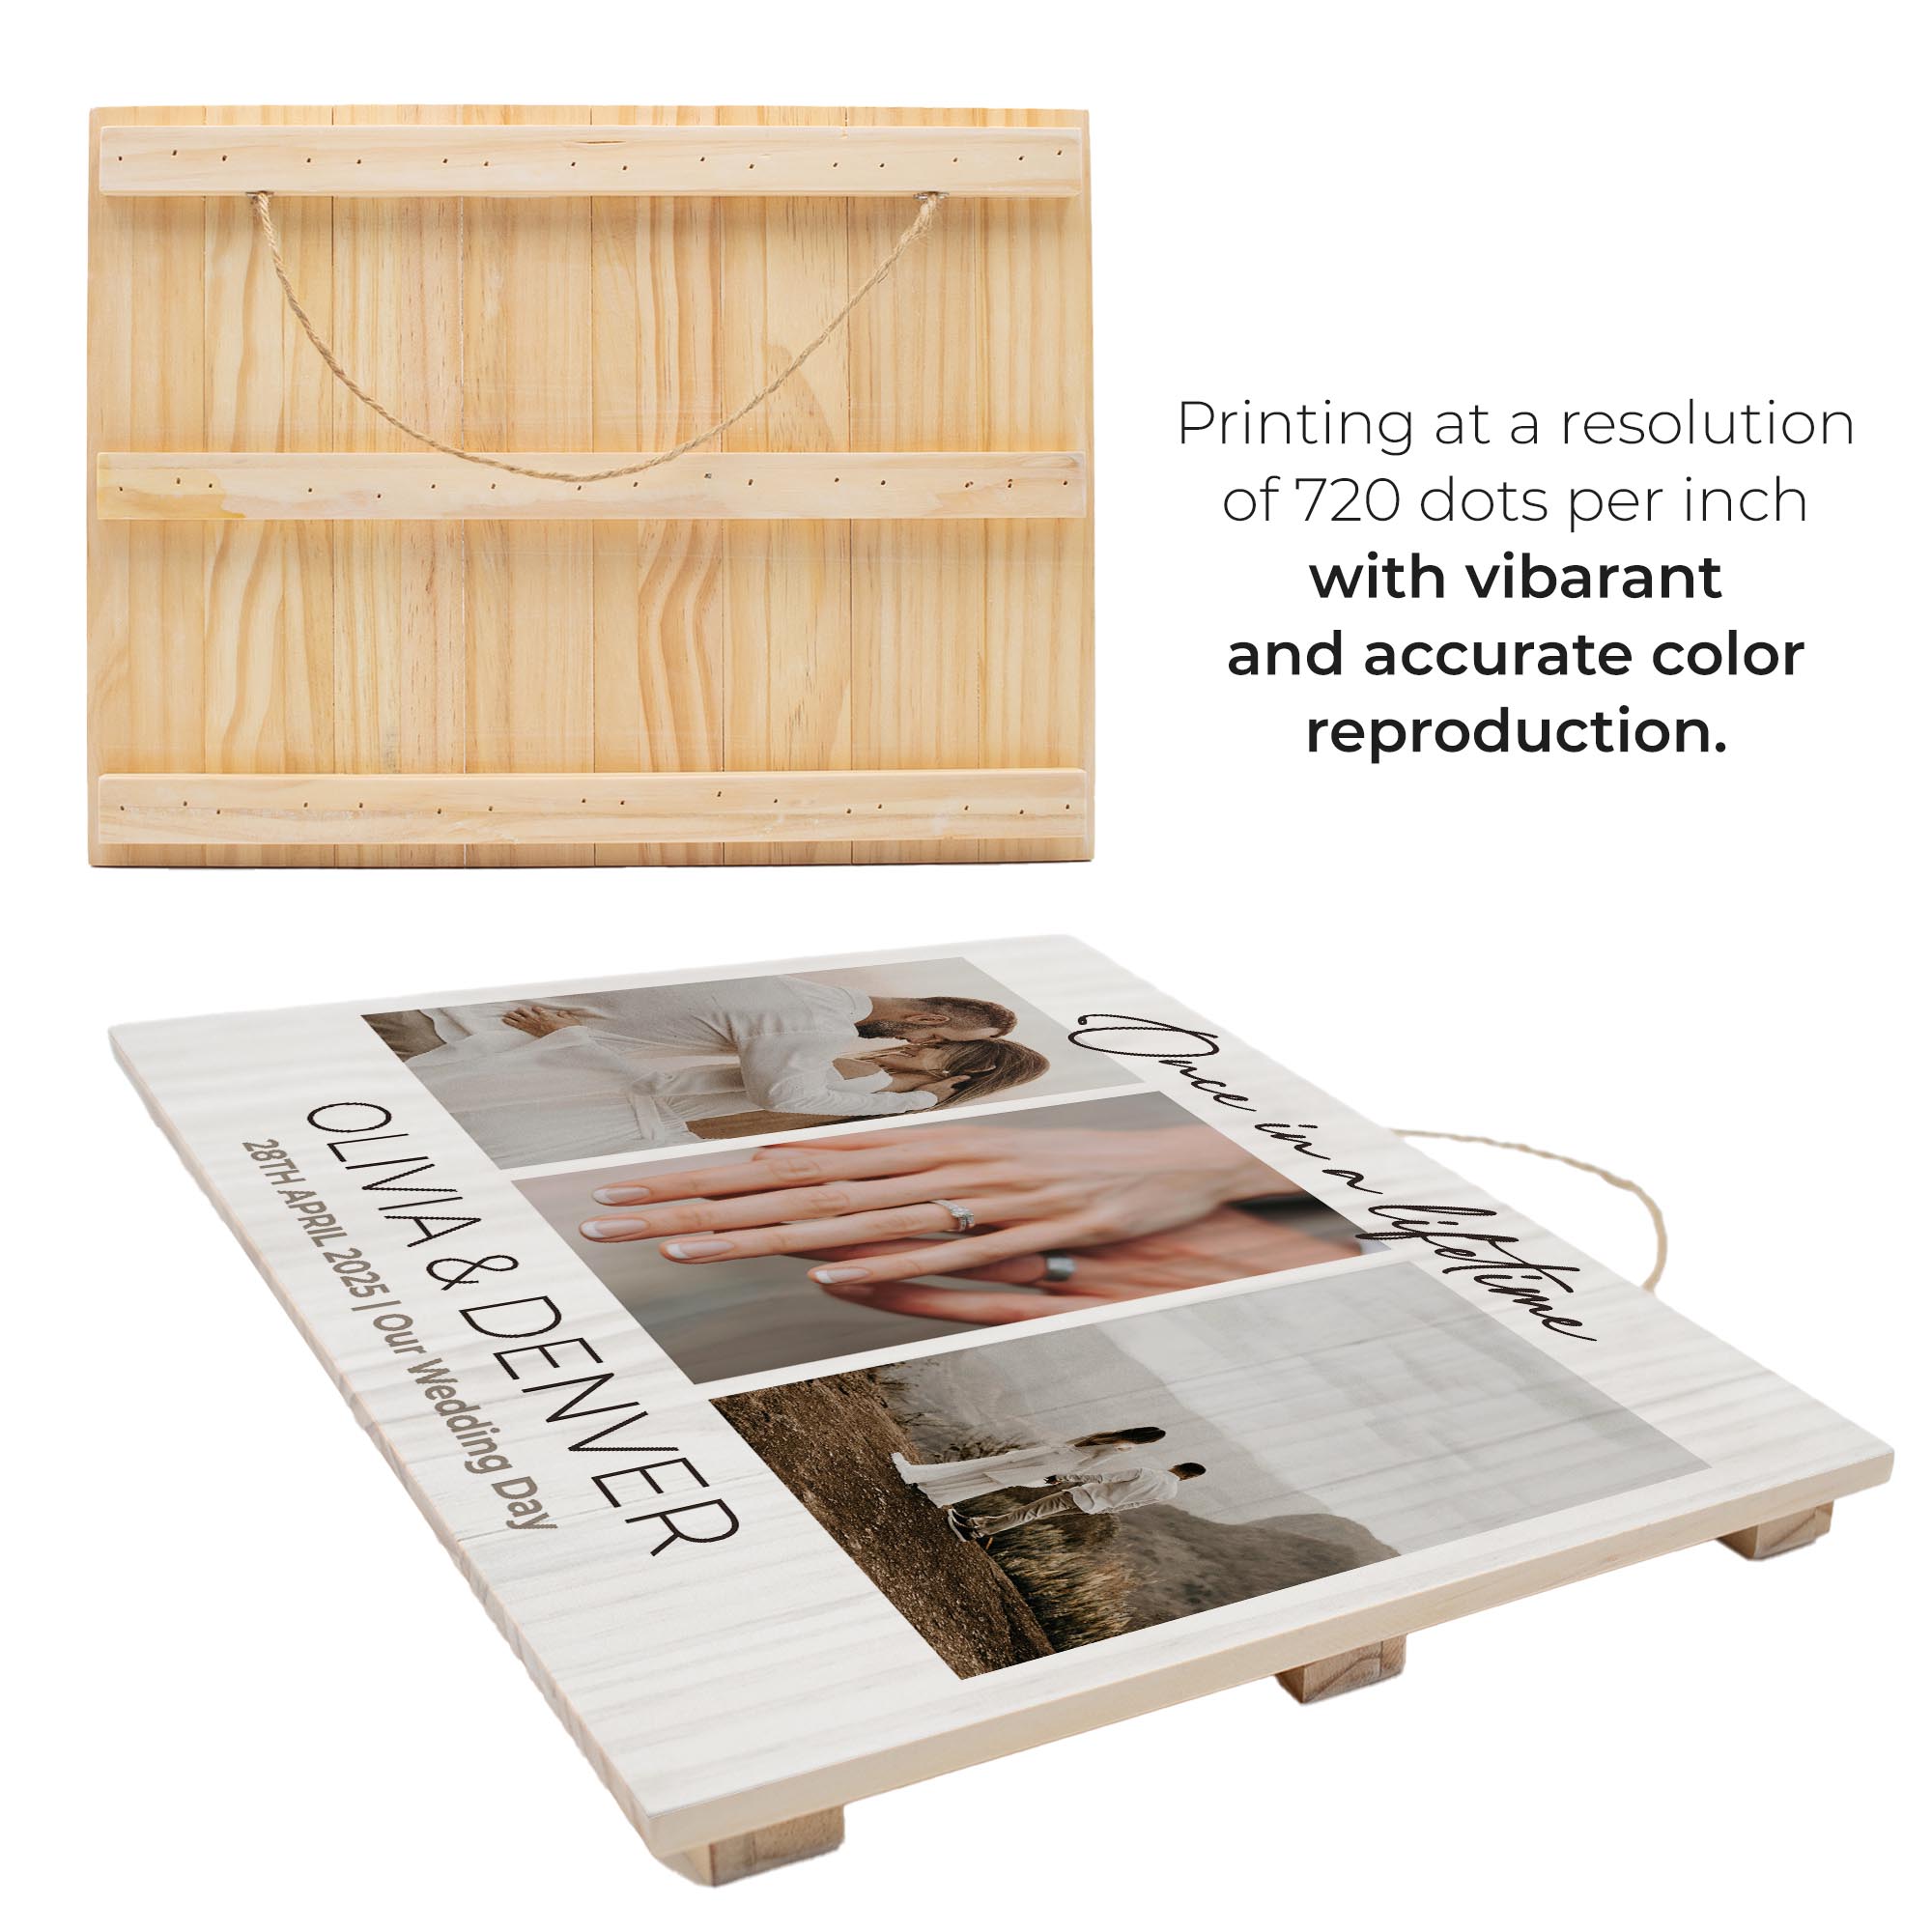 Printing at a resolution
of 720 dots per inch
with vibarant
and accurate color
reproduction.
Once in a lifetime
OLIVIA & DENVER
28TH APRIL 2025 | Our Wedding Day